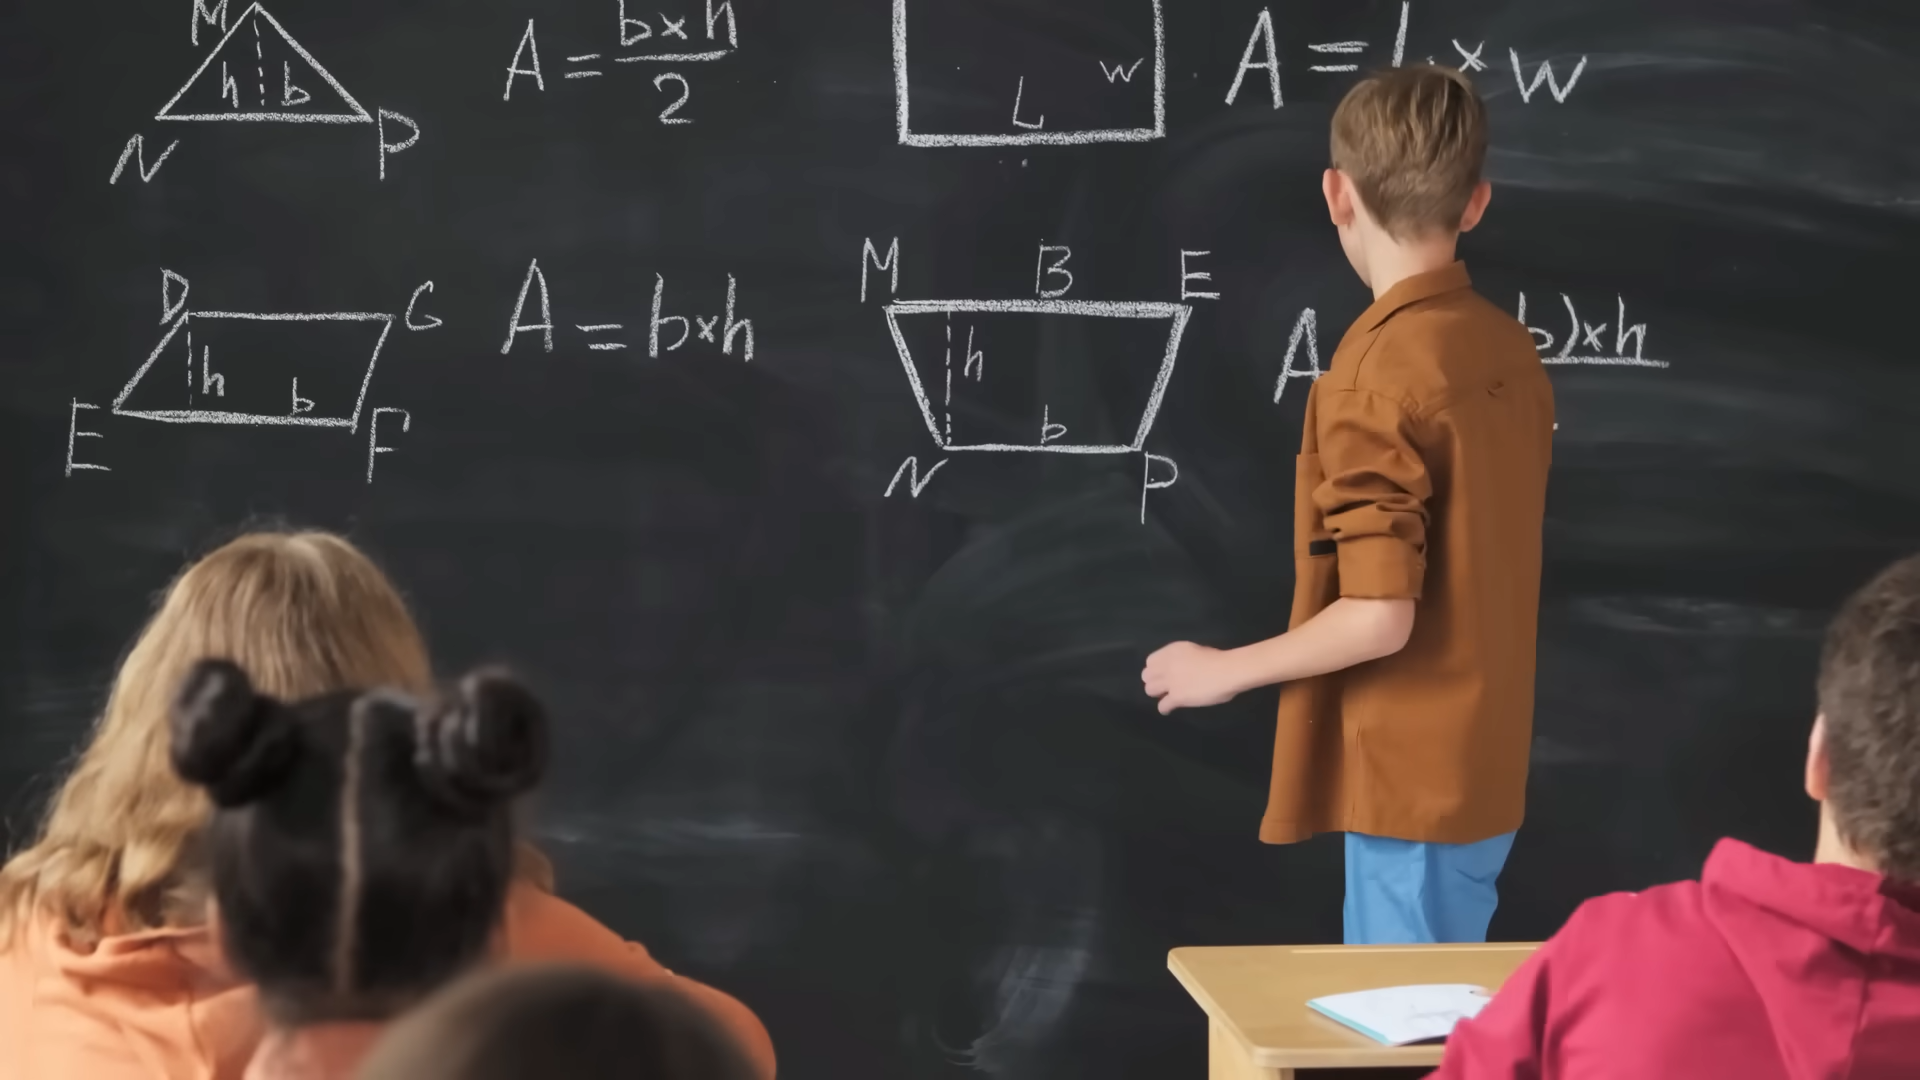 M
h b
N P
A = b×h
2
L w
A = L × w
D G
h b
E F
A = b×h
M B E
h
b
N P
A b)×h